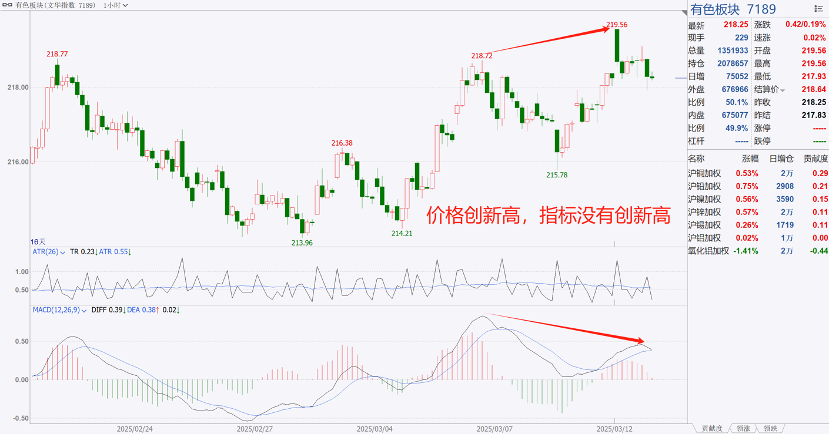 有色板块(文华指数 7189) 1小时
218.77
218.72
219.56
218.00
216.38
216.00
215.78
214.21
213.96
价格创新高，指标没有创新高
16天
ATR(26) TR 0.23↓ATR 0.55↓
1.00
0.50
MACD(12,26,9) DIFF 0.39↓DEA 0.38↑ 0.02↓
0.50
0.00
-0.50
2025/02/24 2025/02/27 2025/03/04 2025/03/07 2025/03/12
有色板块 7189
最新 218.25 涨跌 0.42/0.19%
现手 229 速涨 0.02%
总量 1351933 开盘 219.56
持仓 2078657 最高 219.56
日增 75052 最低 217.93
外盘 676966 结算价 218.64
比例 50.1% 昨收 218.25
内盘 675077 昨结 217.83
比例 49.9% 涨停 -----
杠杆 ----- 跌停 -----
名称 涨幅 日增仓 贡献度
沪铜加权 0.53% 2万 0.29
沪铝加权 0.75% 2908 0.21
沪镍加权 0.56% 3590 0.15
沪锌加权 0.57% 2万 0.11
沪锡加权 0.26% 1719 0.11
沪铅加权 0.02% 1万 0.00
氧化铝加权 -1.41% 2万 -0.44
贡献度 领涨 领跌